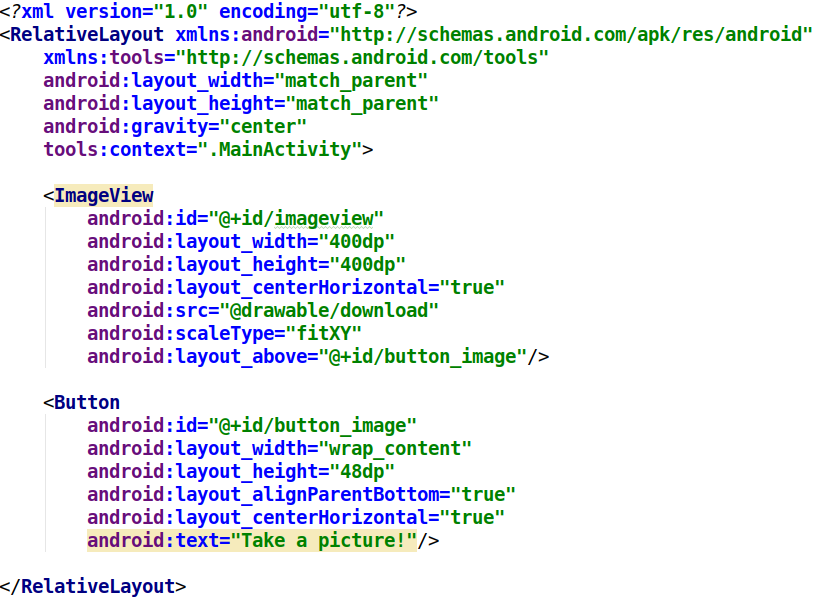 <?xml version="1.0" encoding="utf-8"?>
<RelativeLayout xmlns:android="http://schemas.android.com/apk/res/android"
    xmlns:tools="http://schemas.android.com/tools"
    android:layout_width="match_parent"
    android:layout_height="match_parent"
    android:gravity="center"
    tools:context=".MainActivity">

    <ImageView
        android:id="@+id/imageview"
        android:layout_width="400dp"
        android:layout_height="400dp"
        android:layout_centerHorizontal="true"
        android:src="@drawable/download"
        android:scaleType="fitXY"
        android:layout_above="@+id/button_image"/>

    <Button
        android:id="@+id/button_image"
        android:layout_width="wrap_content"
        android:layout_height="48dp"
        android:layout_alignParentBottom="true"
        android:layout_centerHorizontal="true"
        android:text="Take a picture!"/>

</RelativeLayout>